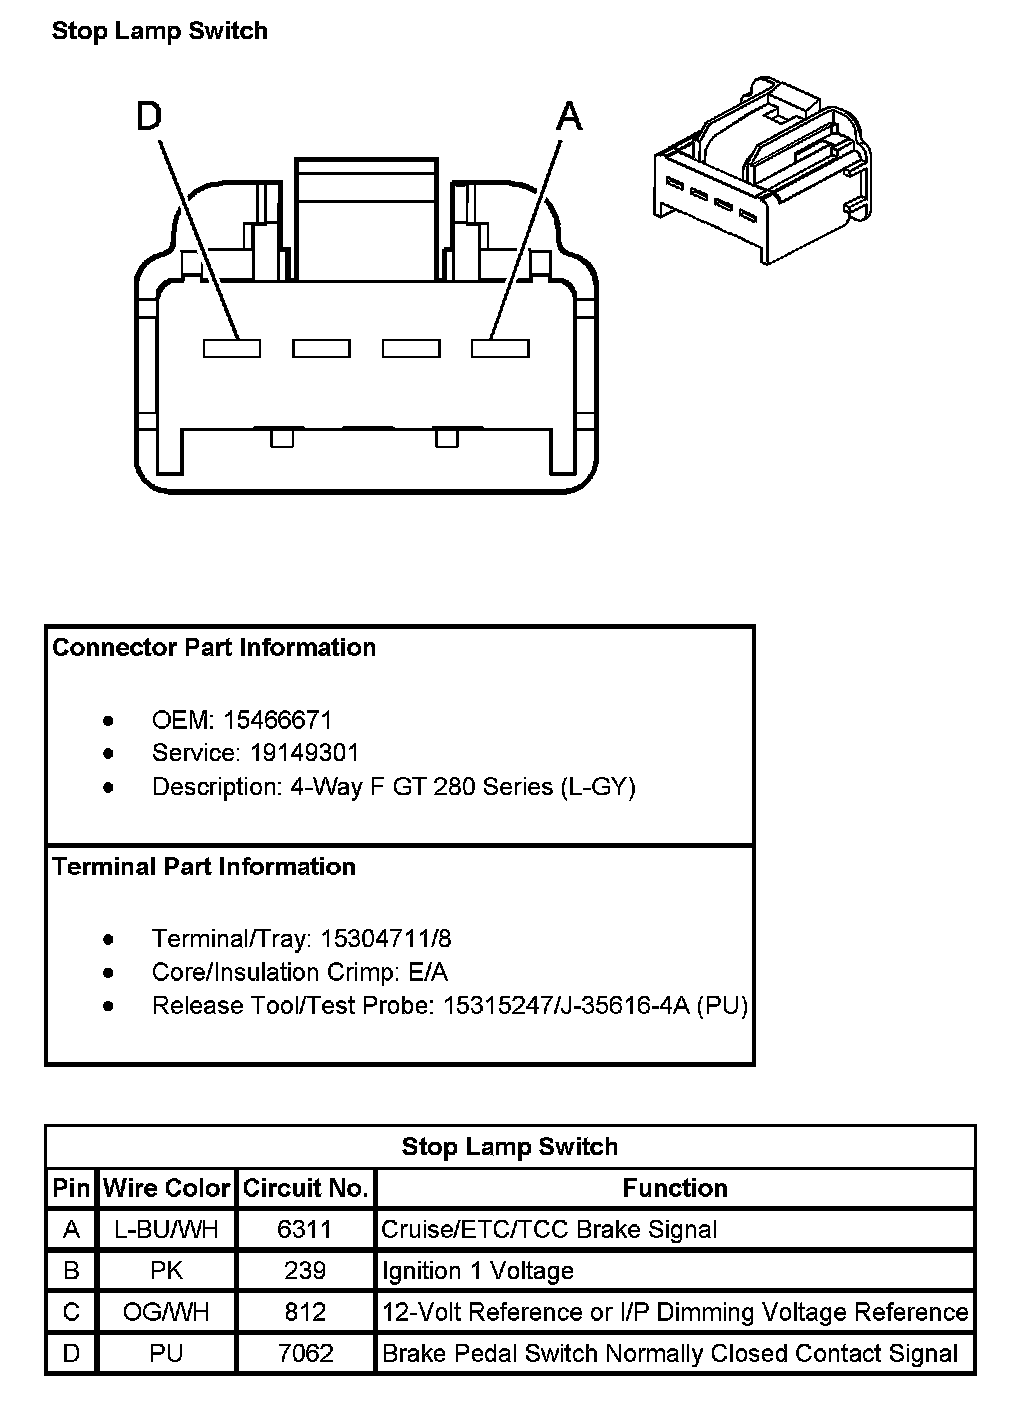 Stop Lamp Switch
D A
Connector Part Information
• OEM: 15466671
• Service: 19149301
• Description: 4-Way F GT 280 Series (L-GY)
Terminal Part Information
• Terminal/Tray: 15304711/8
• Core/Insulation Crimp: E/A
• Release Tool/Test Probe: 15315247/J-35616-4A (PU)
Stop Lamp Switch
Pin Wire Color Circuit No. Function
A L-BU/WH 6311 Cruise/ETC/TCC Brake Signal
B PK 239 Ignition 1 Voltage
C OG/WH 812 12-Volt Reference or I/P Dimming Voltage Reference
D PU 7062 Brake Pedal Switch Normally Closed Contact Signal